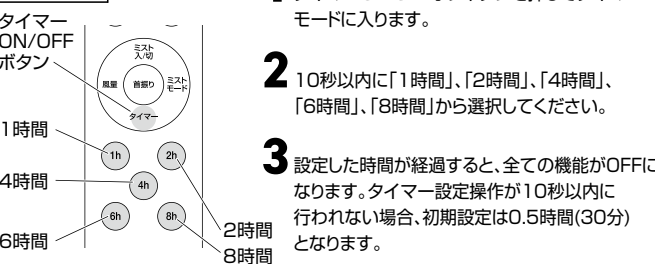 タイマー
ON/OFF
ボタン
ミスト
入/切
風量
首振り
ミスト
モード
タイマー
1時間
1h
2h
4時間
4h
6h
8h
6時間
2時間
8時間
モードに入ります。
2 10秒以内に「1時間」、「2時間」、「4時間」、
「6時間」、「8時間」から選択してください。
3 設定した時間が経過すると、全ての機能がOFFに
なります。タイマー設定操作が10秒以内に
行われない場合、初期設定は0.5時間(30分)
となります。